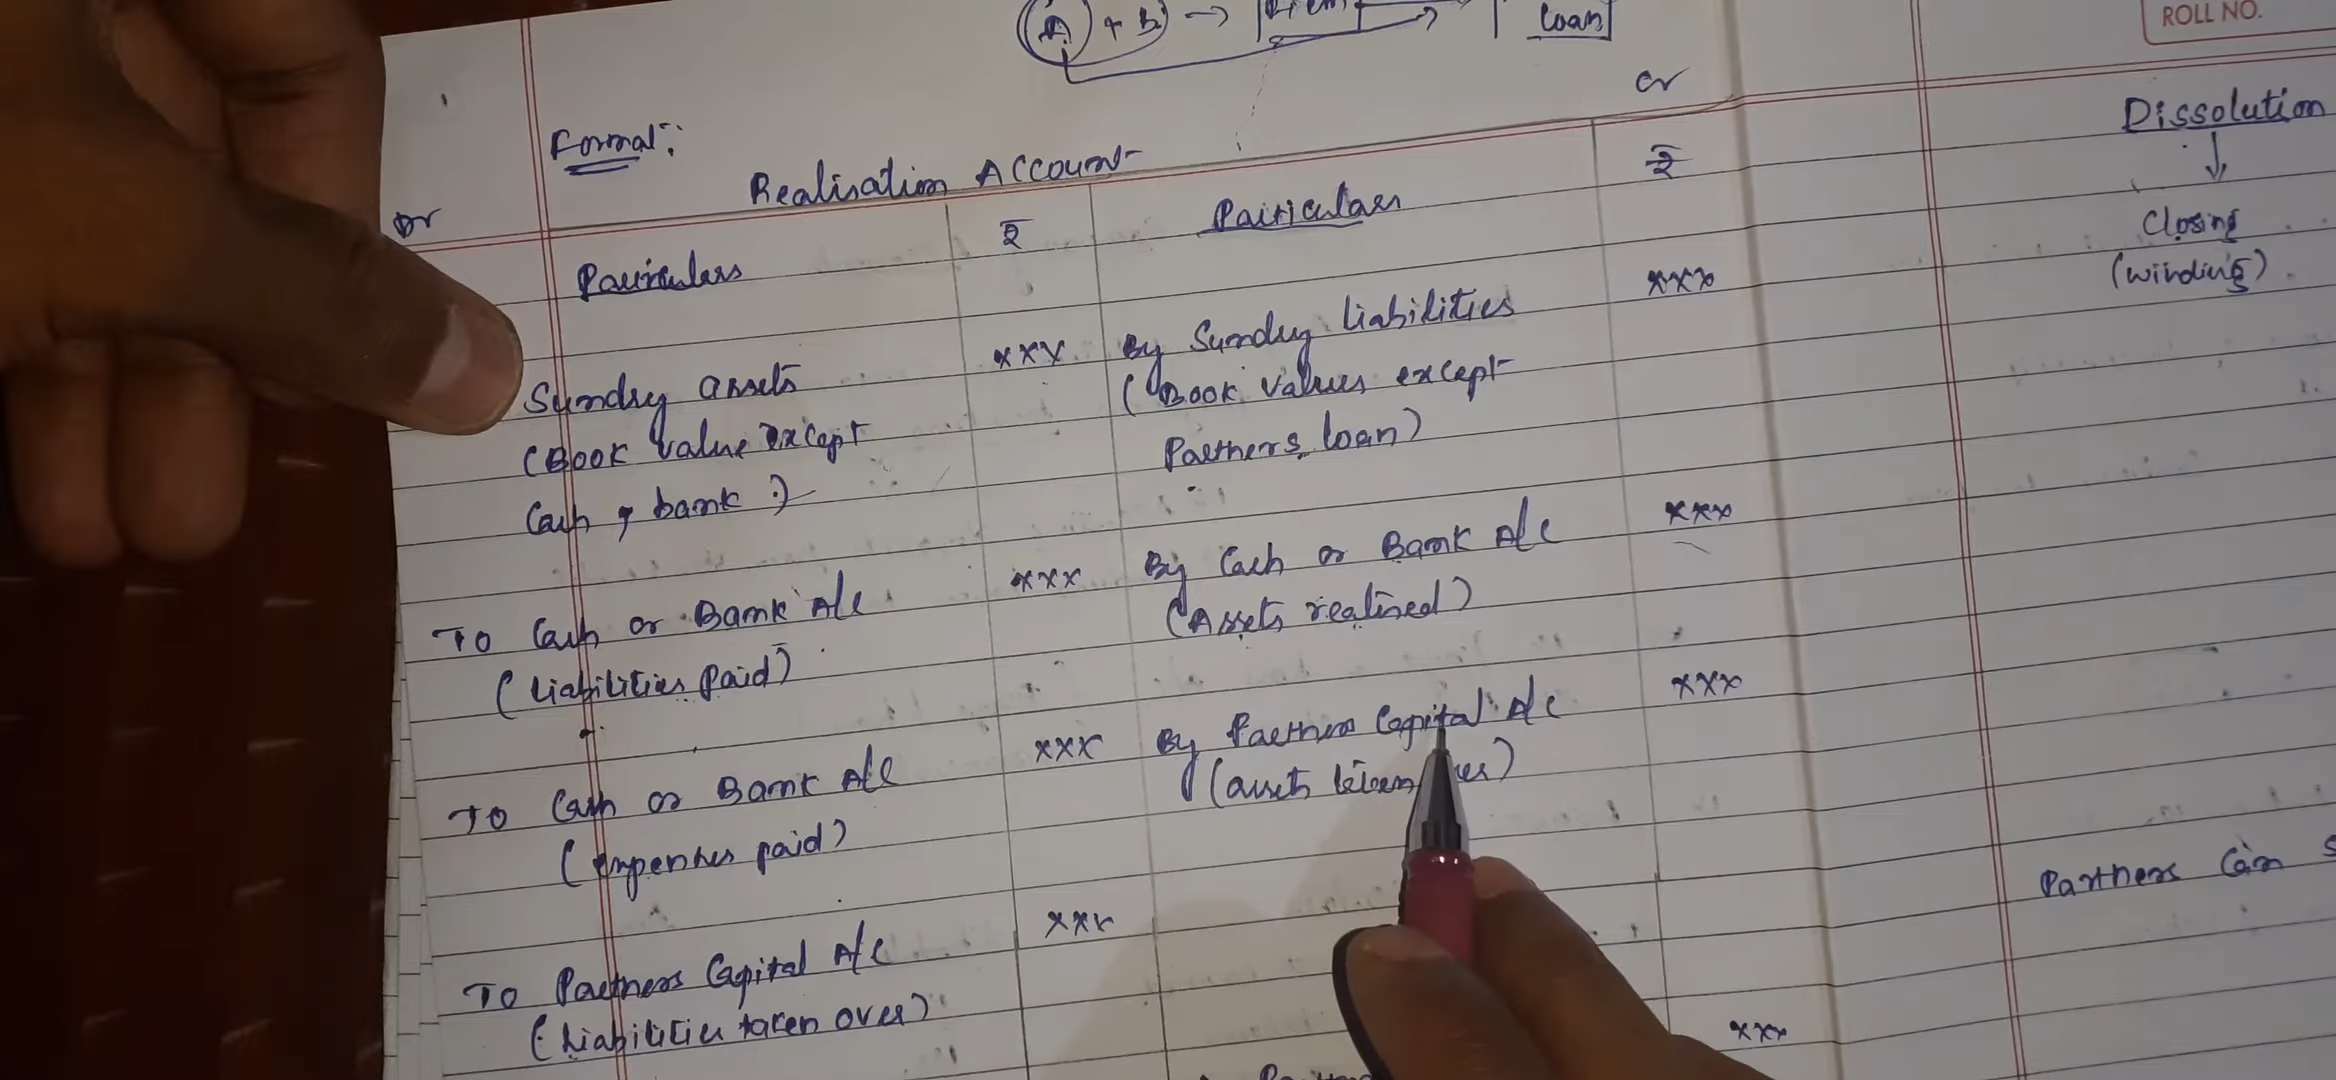 (A) + B) → Firm → loan
ROLL NO.
Format:
Realisation Account
Dr
Cr
Particulars ₹ Particulars ₹
Sundry assets xxx By Sundry liabilities xxx
(Book value except (Book values except
Cash & bank) Partners loan)
To Cash or Bank A/c xxx By Cash or Bank A/c xxx
(Liabilities paid) (Assets realised)
To Cash or Bank A/c xxx By Partners Capital A/c xxx
(expenses paid) (assets
To Partners Capital A/c xxx
(Liabilities taken over)
xxx
Dissolution
↓
Closing
(winding)
Partners Can